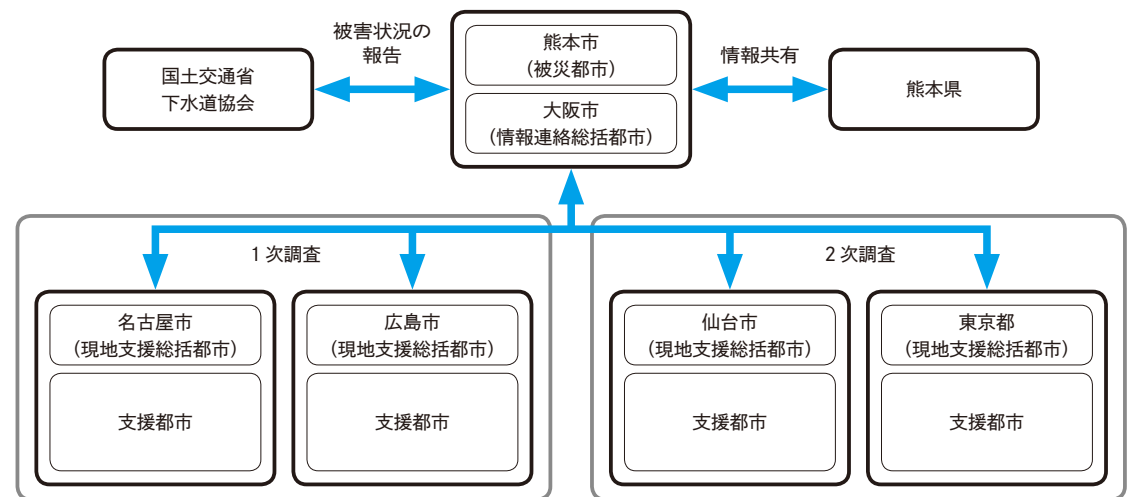 国土交通省
下水道協会
被害状況の
報告
熊本市
(被災都市)
大阪市
(情報連絡総括都市)
情報共有
熊本県
1次調査
名古屋市
(現地支援総括都市)
支援都市
広島市
(現地支援総括都市)
支援都市
2次調査
仙台市
(現地支援総括都市)
支援都市
東京都
(現地支援総括都市)
支援都市